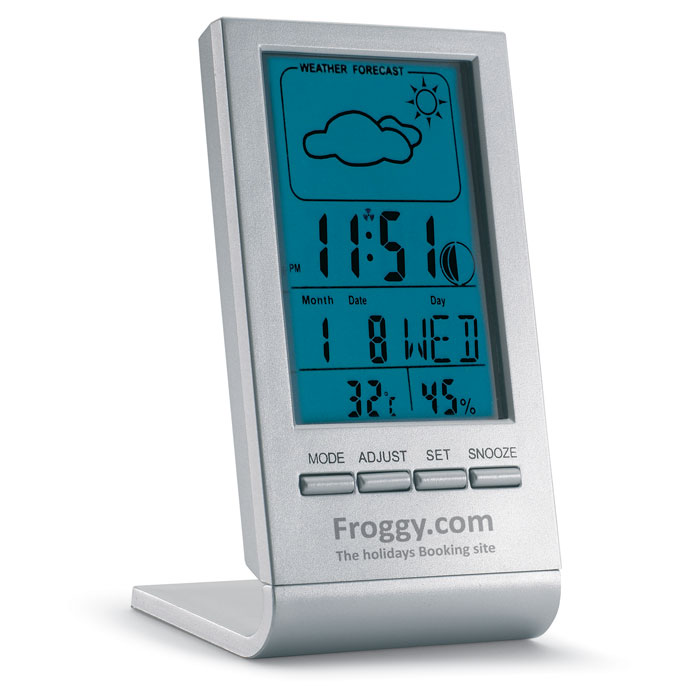 WEATHER FORECAST
PM 11:51
Month Date Day
1 8 WED
32°C 45%
MODE ADJUST SET SNOOZE
Froggy.com
The holidays Booking site